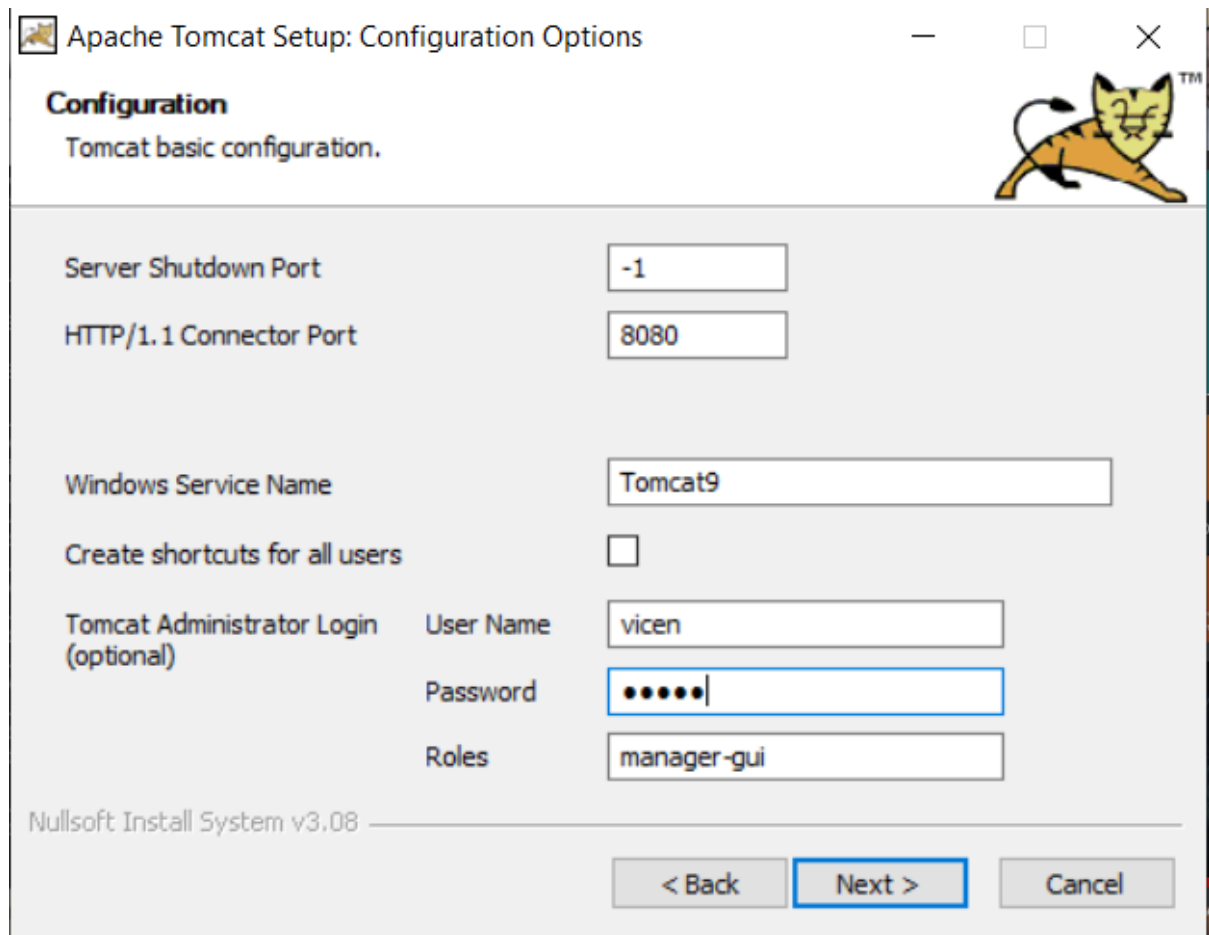 Apache Tomcat Setup: Configuration Options
Configuration
Tomcat basic configuration.
TM
Server Shutdown Port -1
HTTP/1.1 Connector Port 8080
Windows Service Name Tomcat9
Create shortcuts for all users
Tomcat Administrator Login User Name vicen
(optional)
Password •••••
Roles manager-gui
Nullsoft Install System v3.08
< Back Next > Cancel